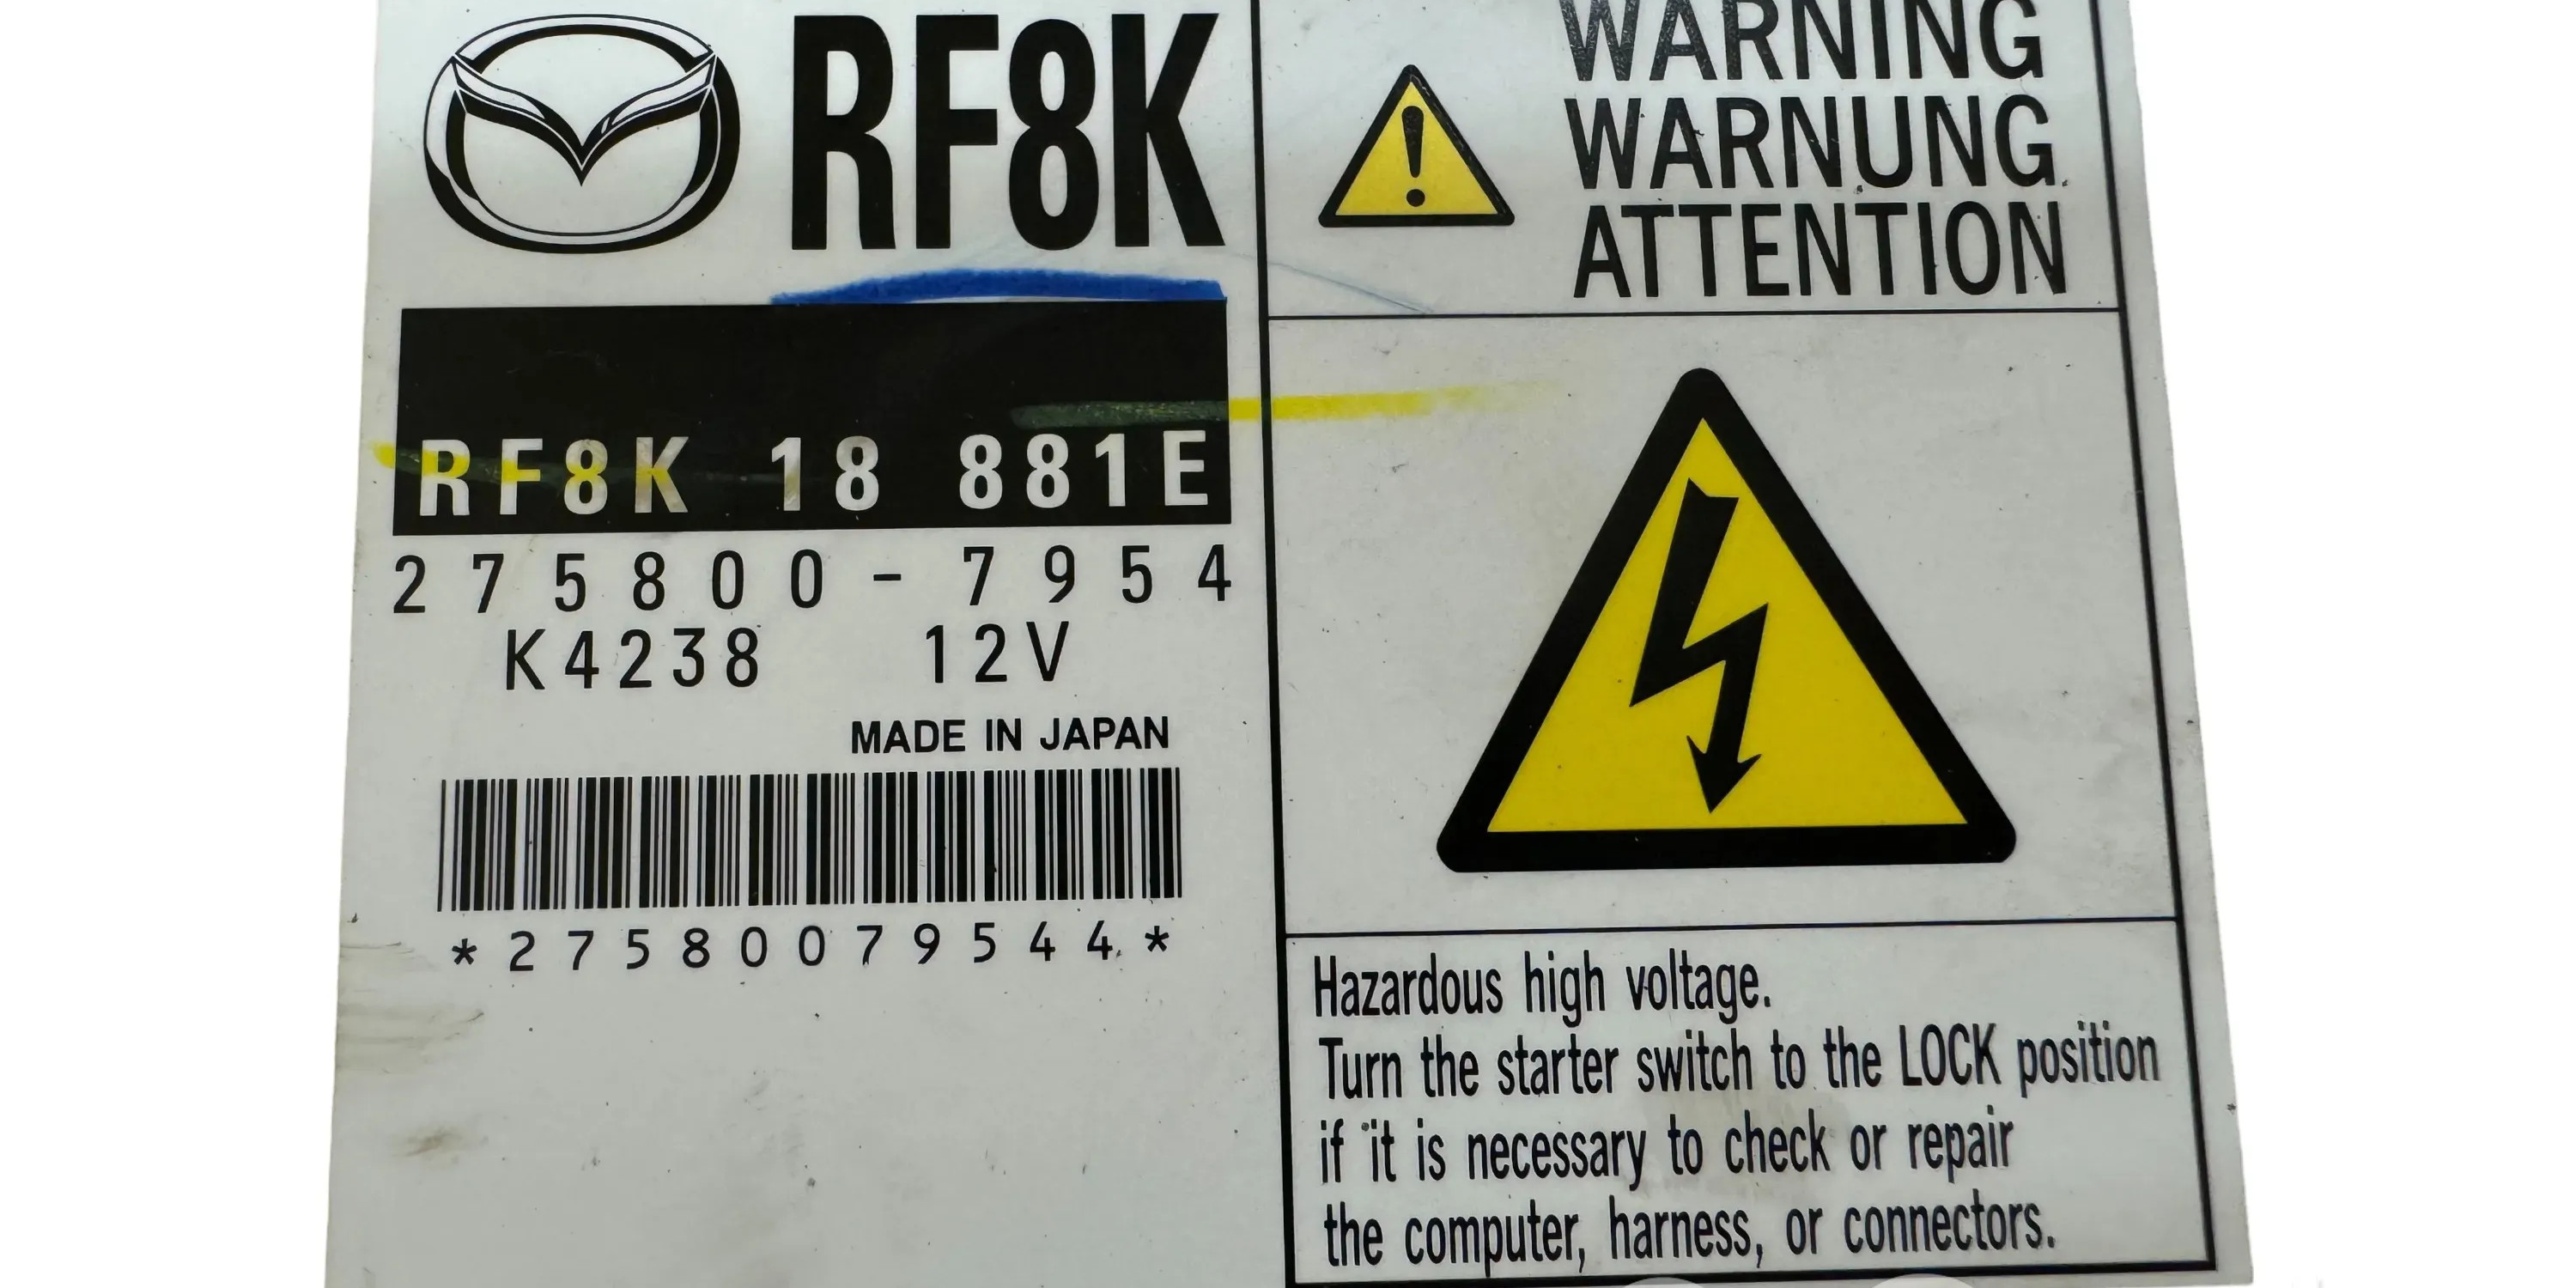 RF8K
RF8K 18 881E
275800-7954
K4238 12V
MADE IN JAPAN
*27580079544*
WARNING
WARNUNG
ATTENTION
Hazardous high voltage.
Turn the starter switch to the LOCK position
if it is necessary to check or repair
the computer, harness, or connectors.